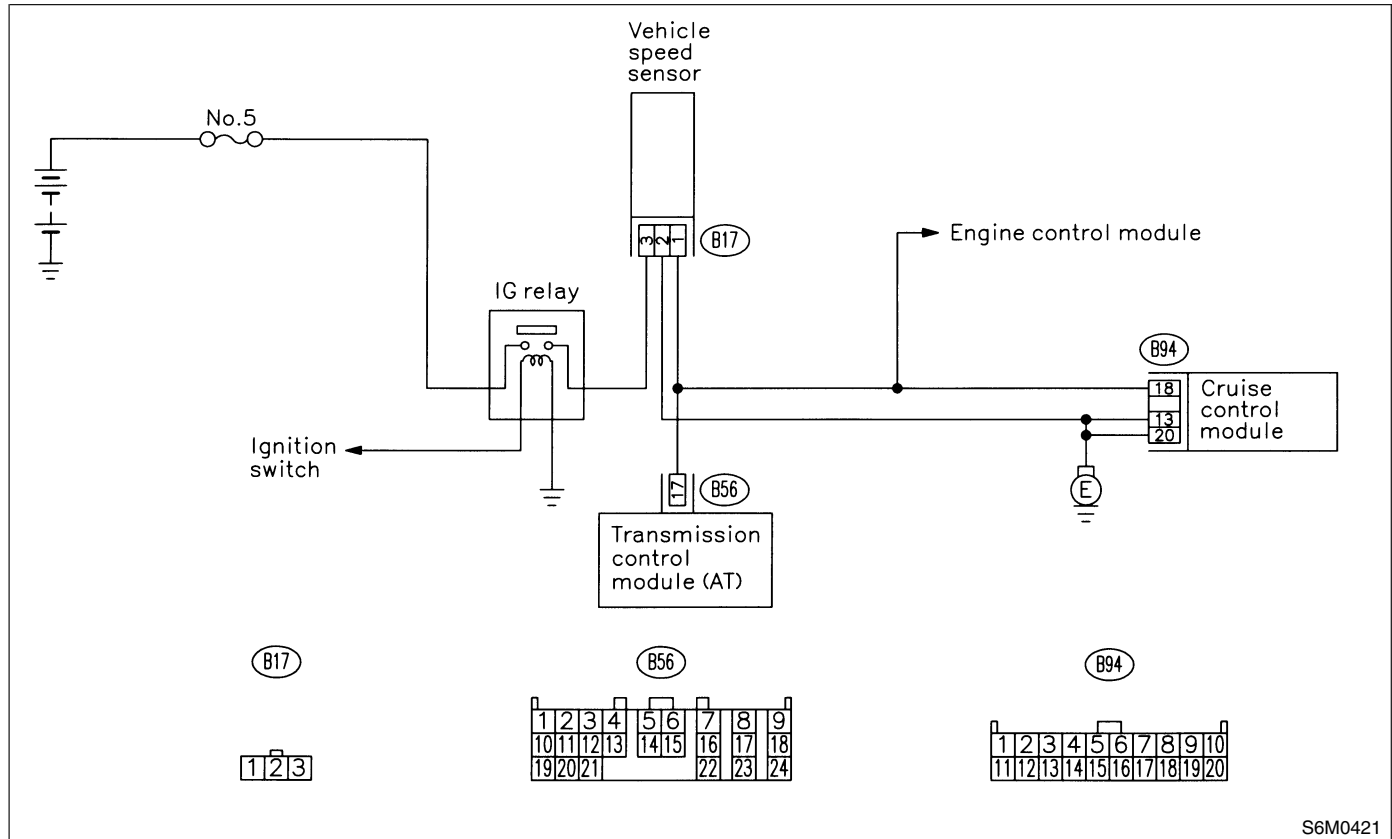 Vehicle
speed
sensor
No.5
3 2 1
B17
Engine control module
IG relay
B94
18
13
20
Cruise
control
module
Ignition
switch
17
B56
E
Transmission
control
module (AT)
B17
B56
B94
1 2 3 4 5 6 7 8 9
10 11 12 13 14 15 16 17 18
19 20 21 22 23 24
1 2 3 4 5 6 7 8 9 10
11 12 13 14 15 16 17 18 19 20
1 2 3
S6M0421